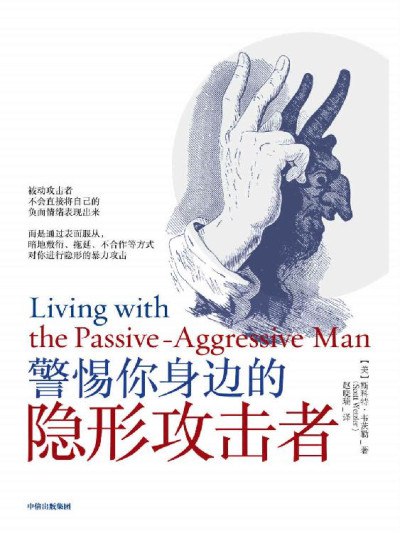 被动攻击者
不会直接将自己的
负面情绪表现出来
而是通过表面服从，
暗地敷衍、拖延、不合作等方式
对你进行隐形的暴力攻击
Living with
the Passive-Aggressive Man
警惕你身边的
隐形攻击者
【美】斯科特·韦茨勒 著
(Scott Wetzler)
赵晓瑞 译
中信出版集团